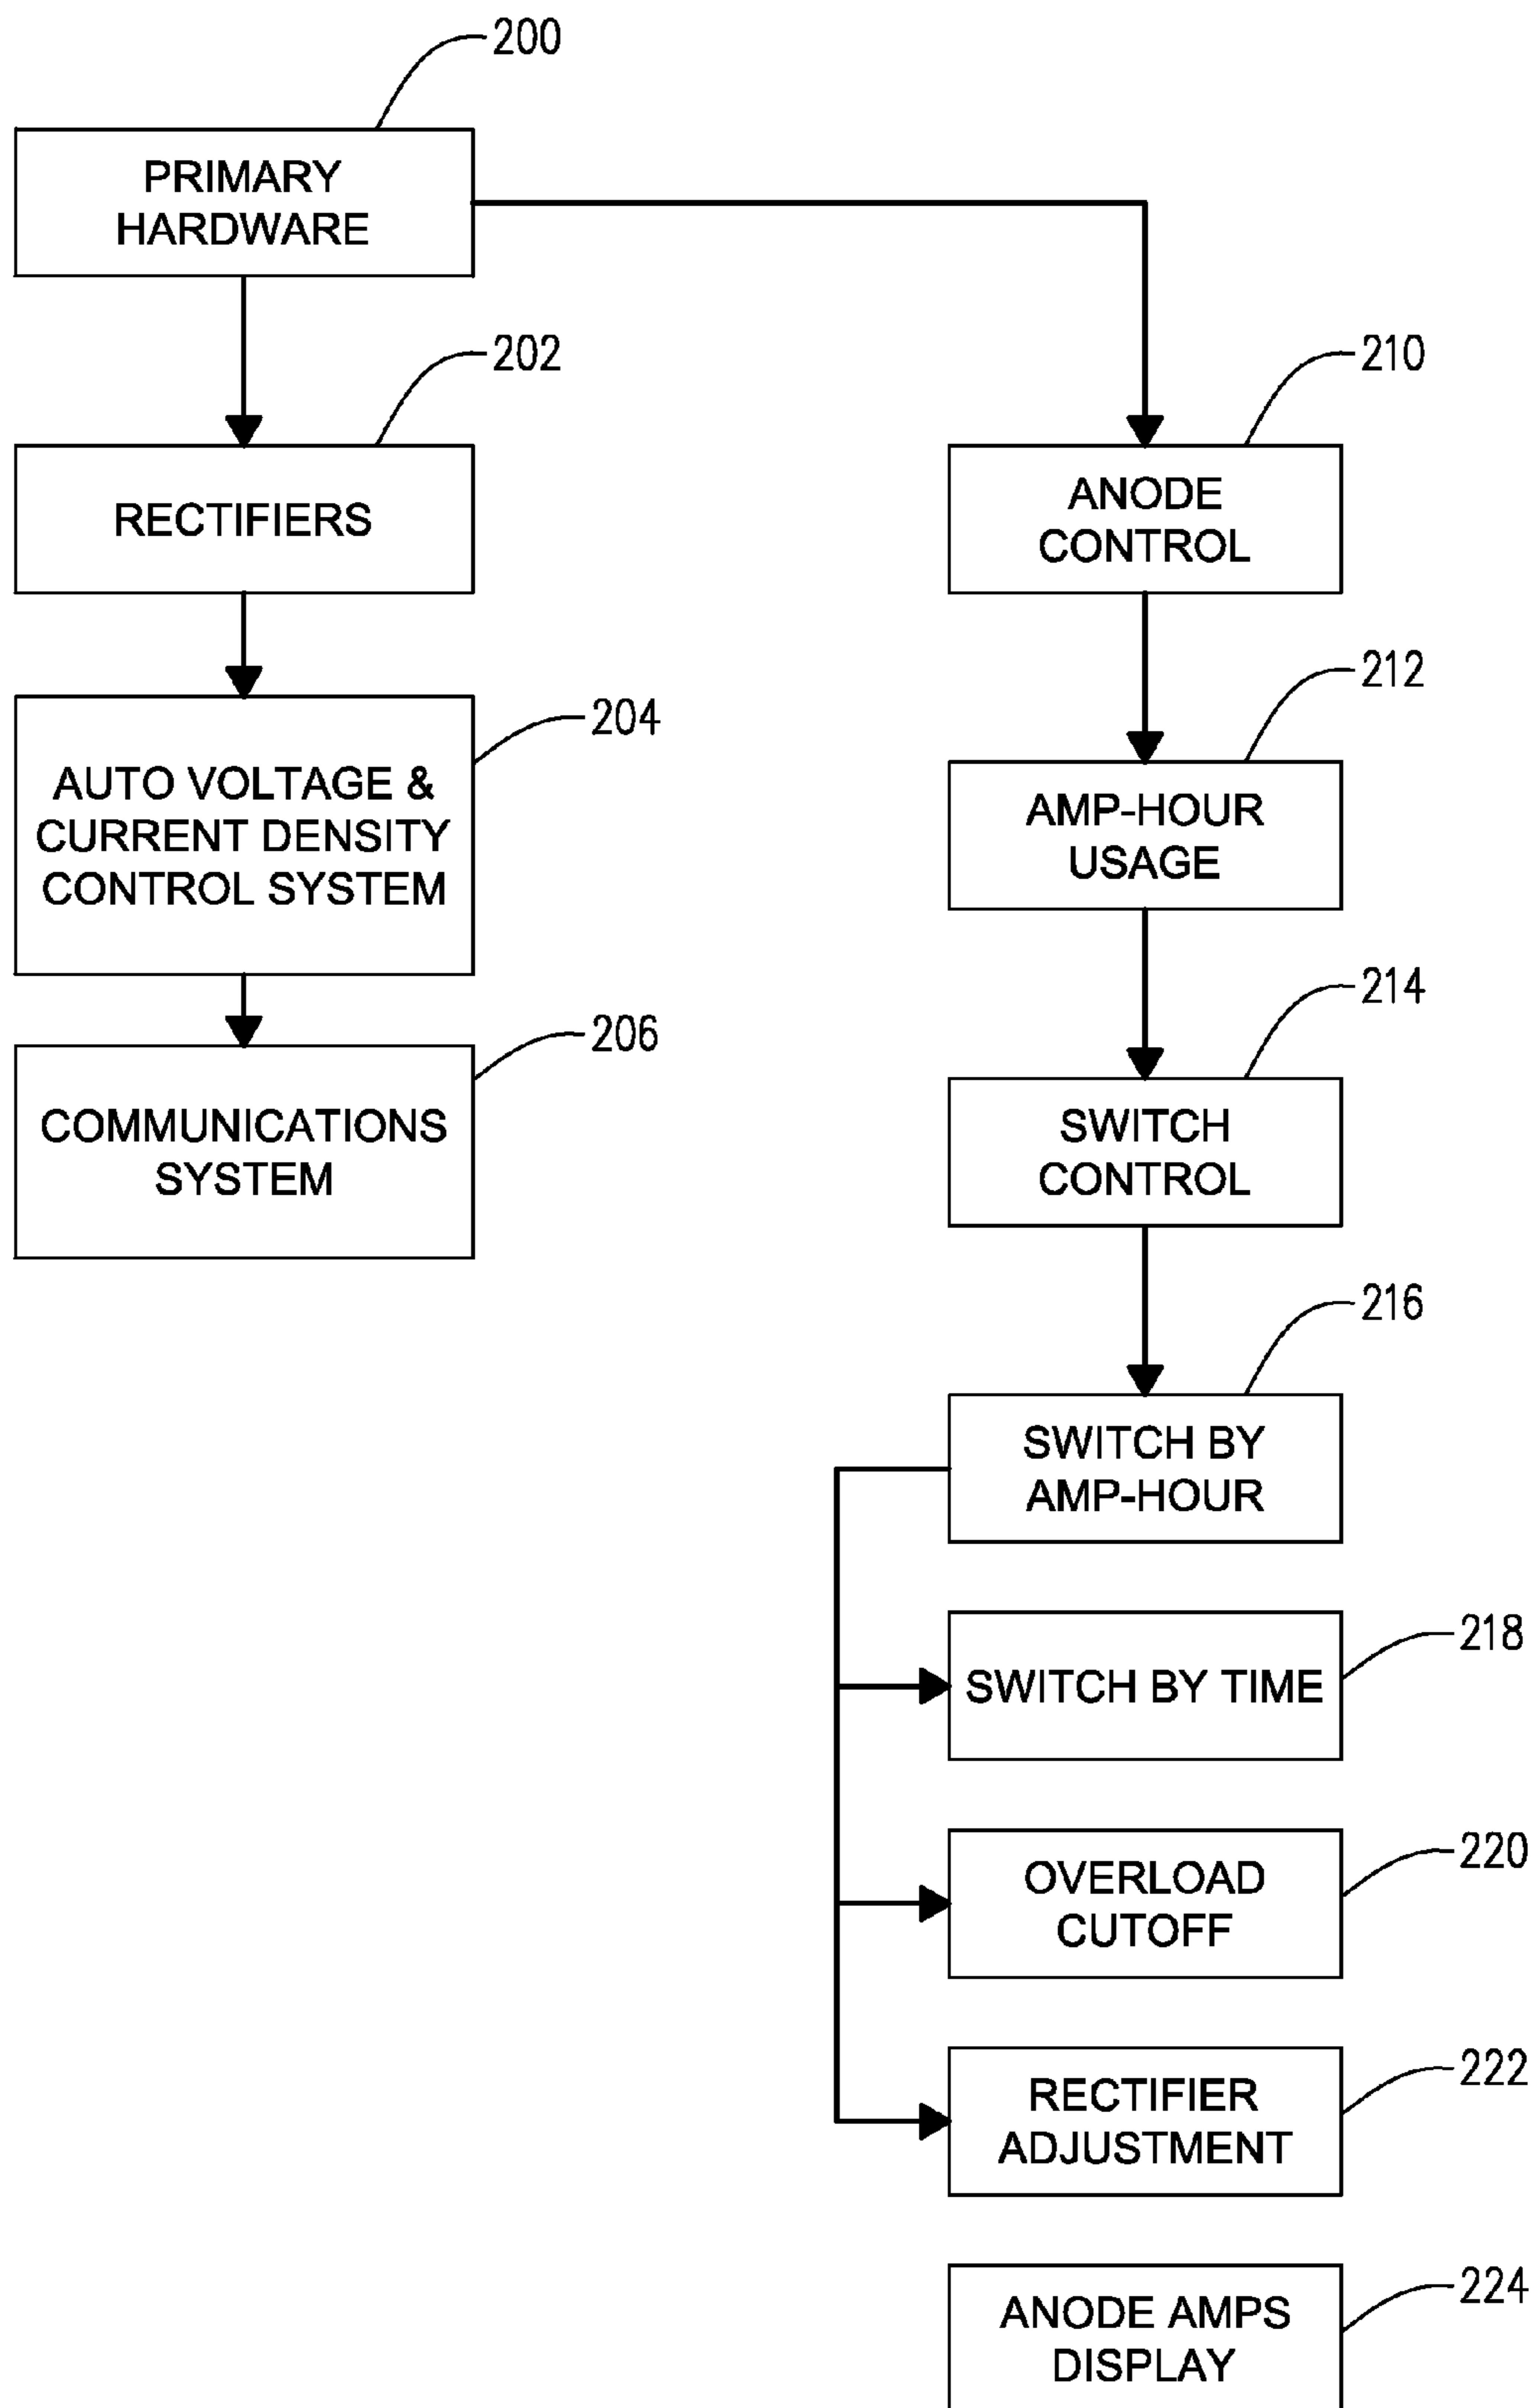 200
PRIMARY
HARDWARE
202
RECTIFIERS
204
AUTO VOLTAGE &
CURRENT DENSITY
CONTROL SYSTEM
206
COMMUNICATIONS
SYSTEM
210
ANODE
CONTROL
212
AMP-HOUR
USAGE
214
SWITCH
CONTROL
216
SWITCH BY
AMP-HOUR
218
SWITCH BY TIME
220
OVERLOAD
CUTOFF
222
RECTIFIER
ADJUSTMENT
224
ANODE AMPS
DISPLAY